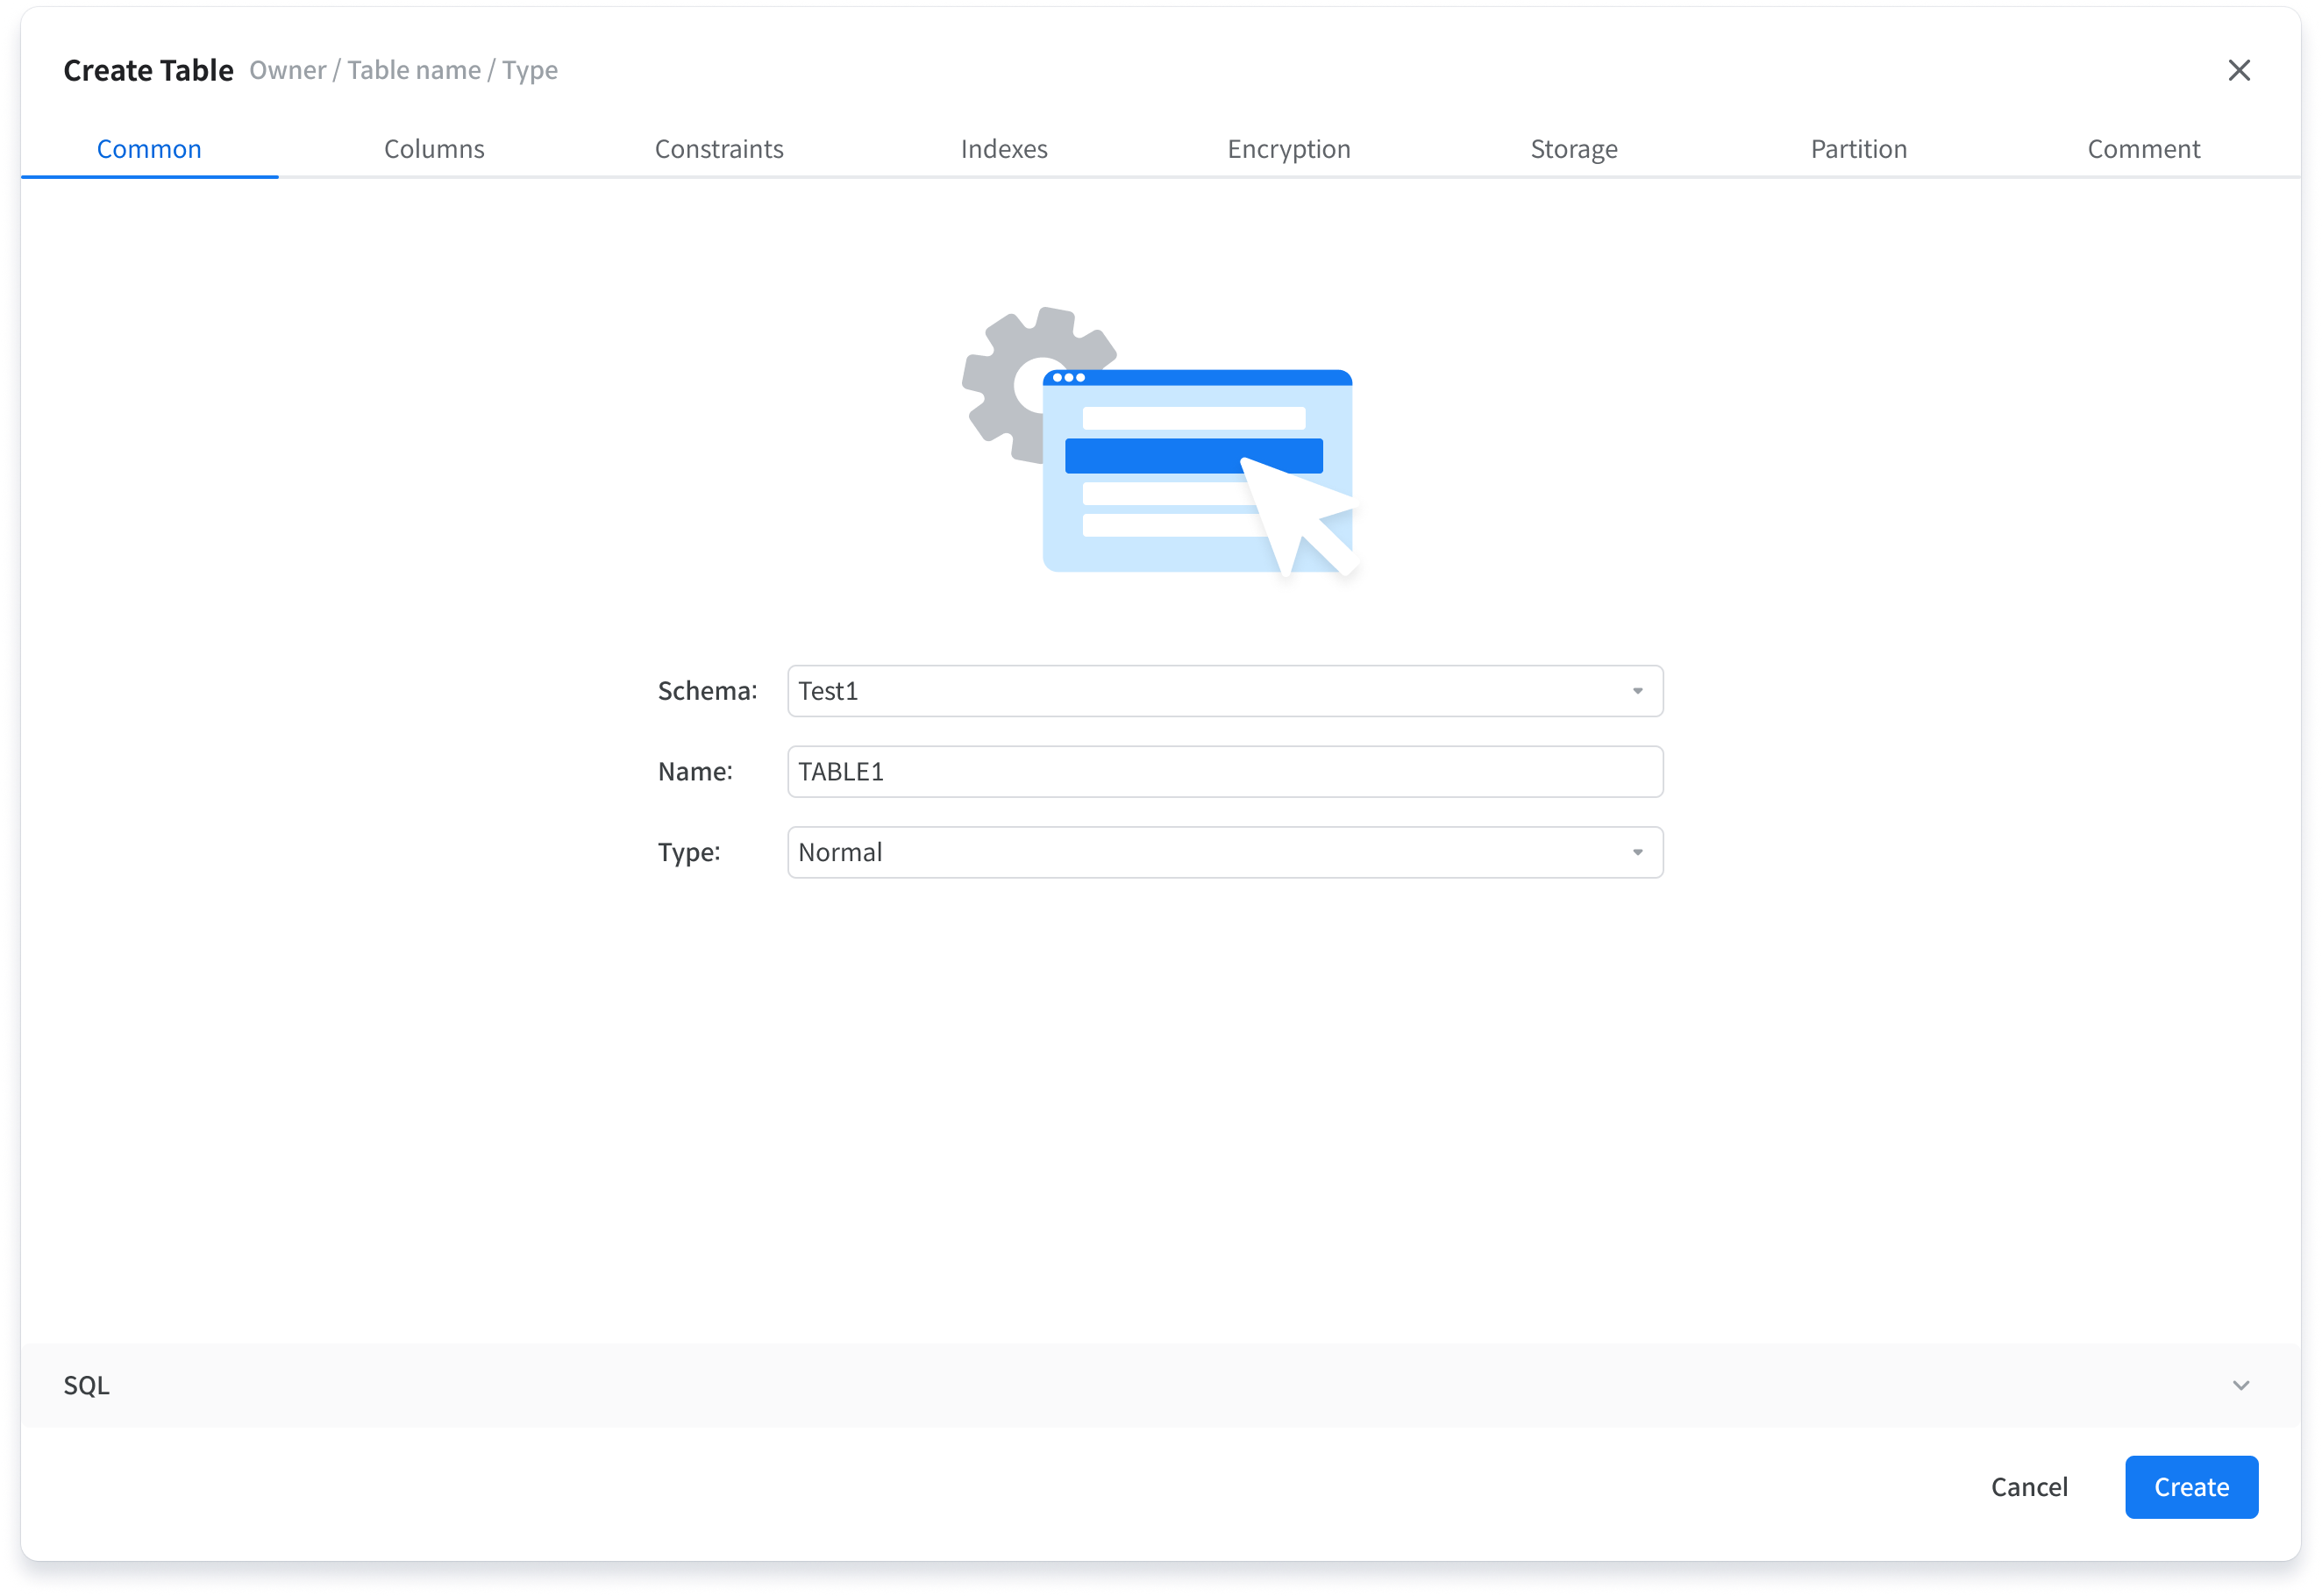 Create Table Owner / Table name / Type
Common Columns Constraints Indexes Encryption Storage Partition Comment
Schema: Test1
Name: TABLE1
Type: Normal
SQL
Cancel Create